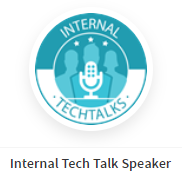 INTERNAL
TECHTALKS
Internal Tech Talk Speaker